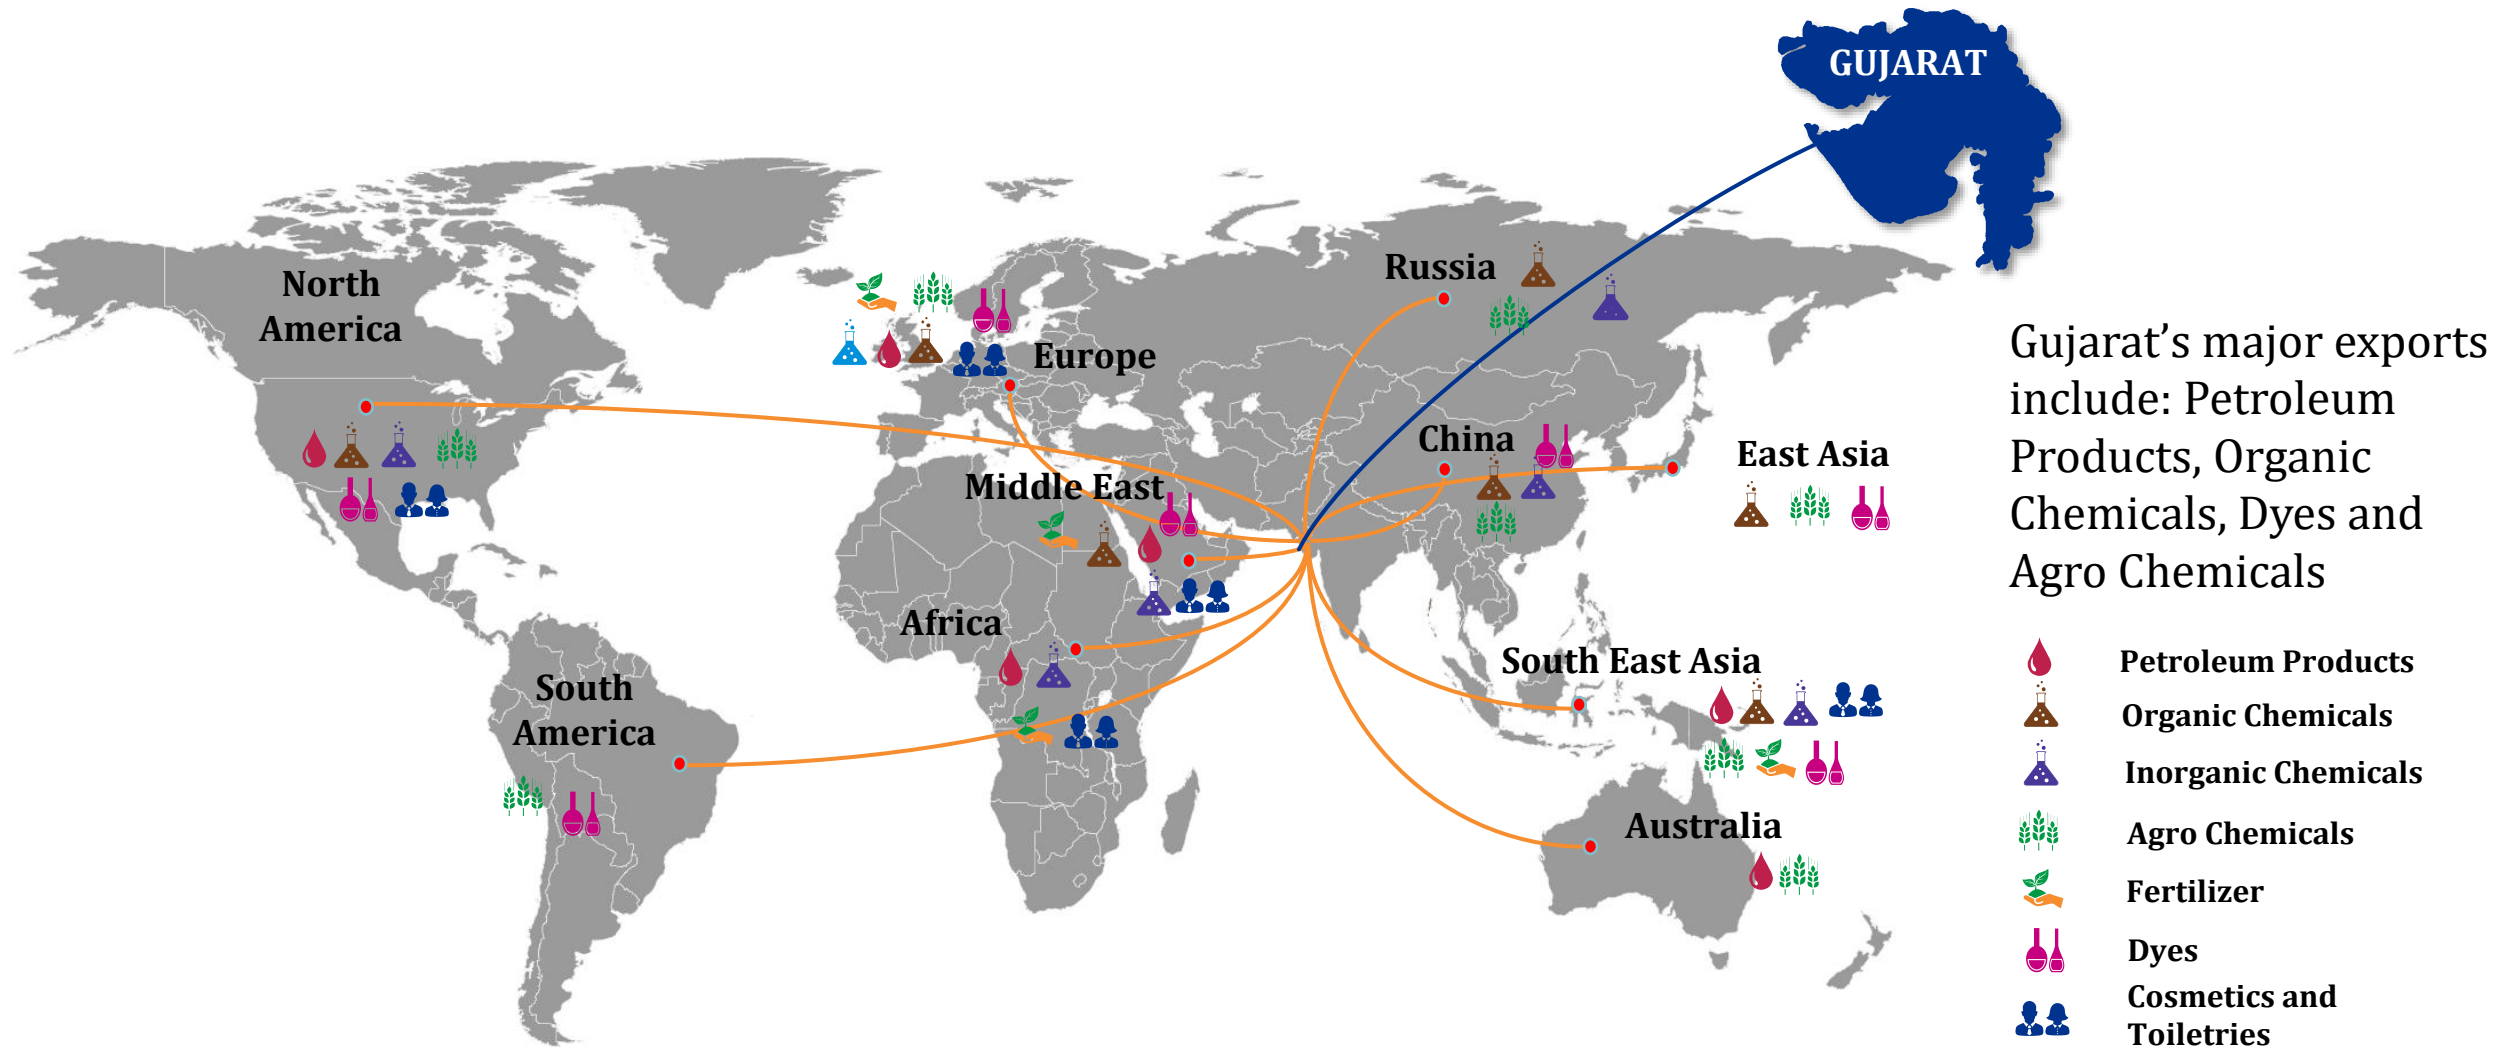 GUJARAT
North
America
Russia
Europe
China
East Asia
Middle East
Africa
South
America
South East Asia
Australia
Gujarat’s major exports
include: Petroleum
Products, Organic
Chemicals, Dyes and
Agro Chemicals
Petroleum Products
Organic Chemicals
Inorganic Chemicals
Agro Chemicals
Fertilizer
Dyes
Cosmetics and
Toiletries